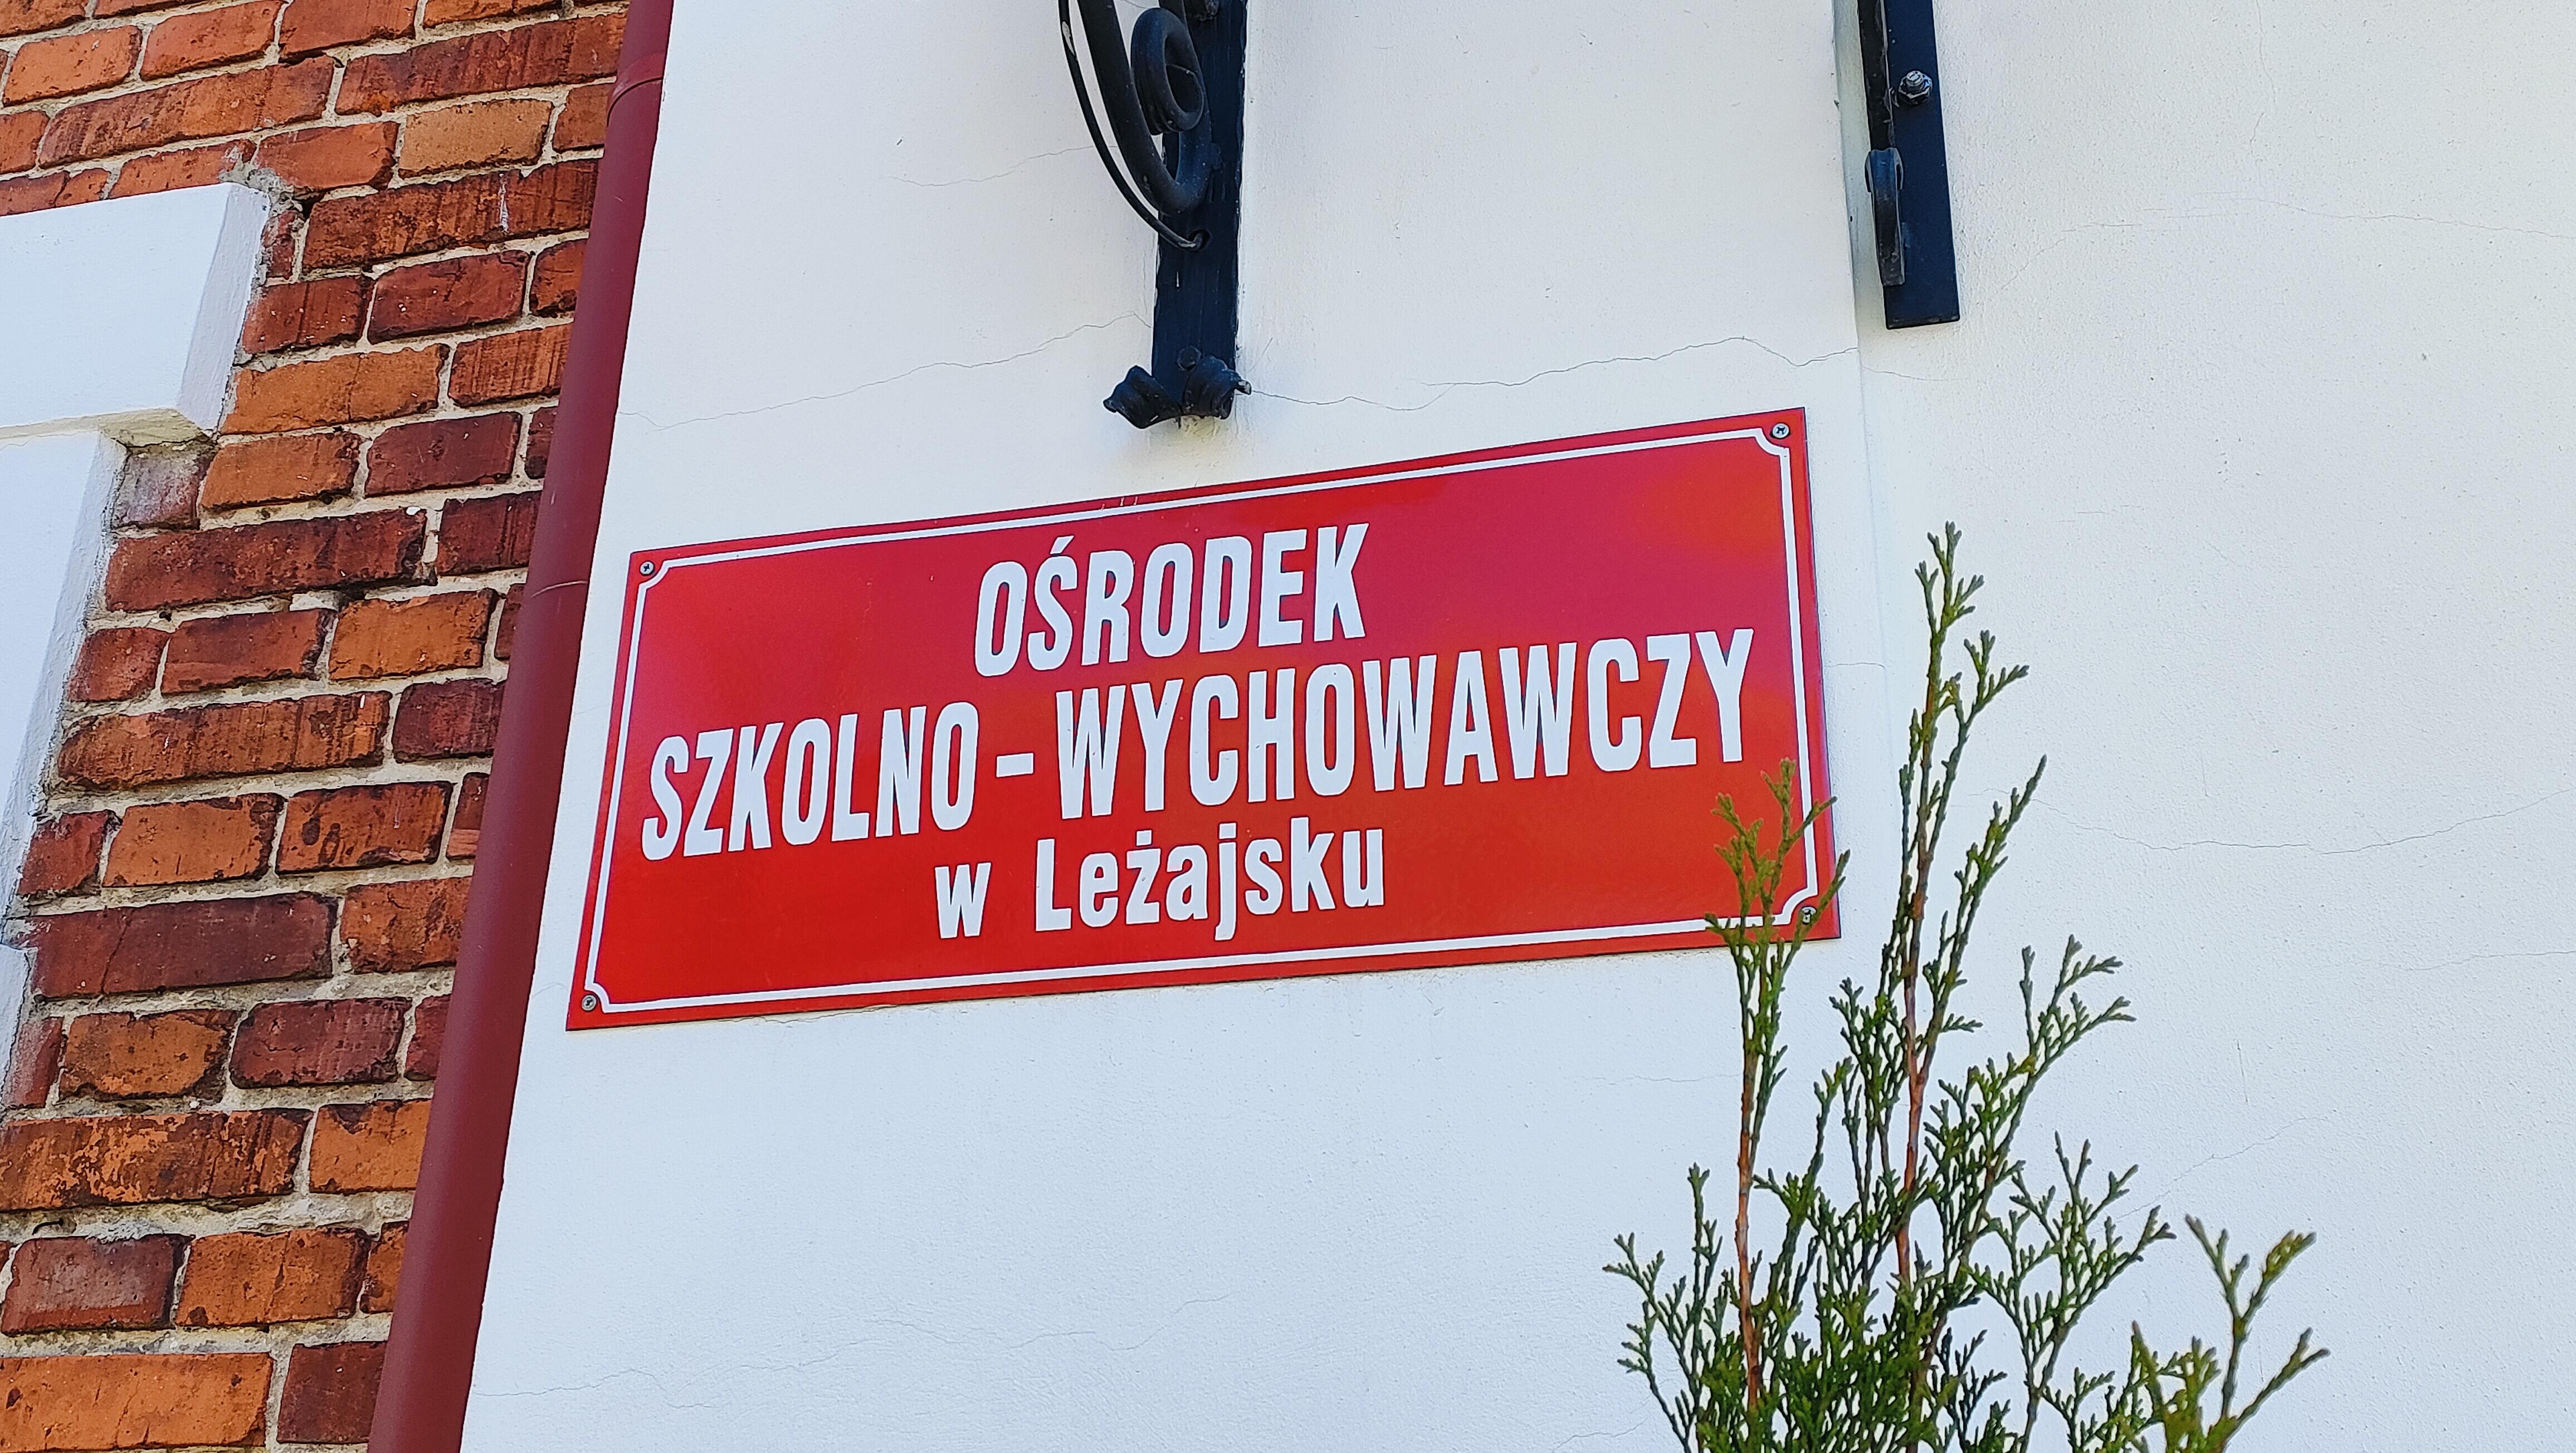 OŚRODEK
SZKOLNO - WYCHOWAWCZY
w Leżajsku